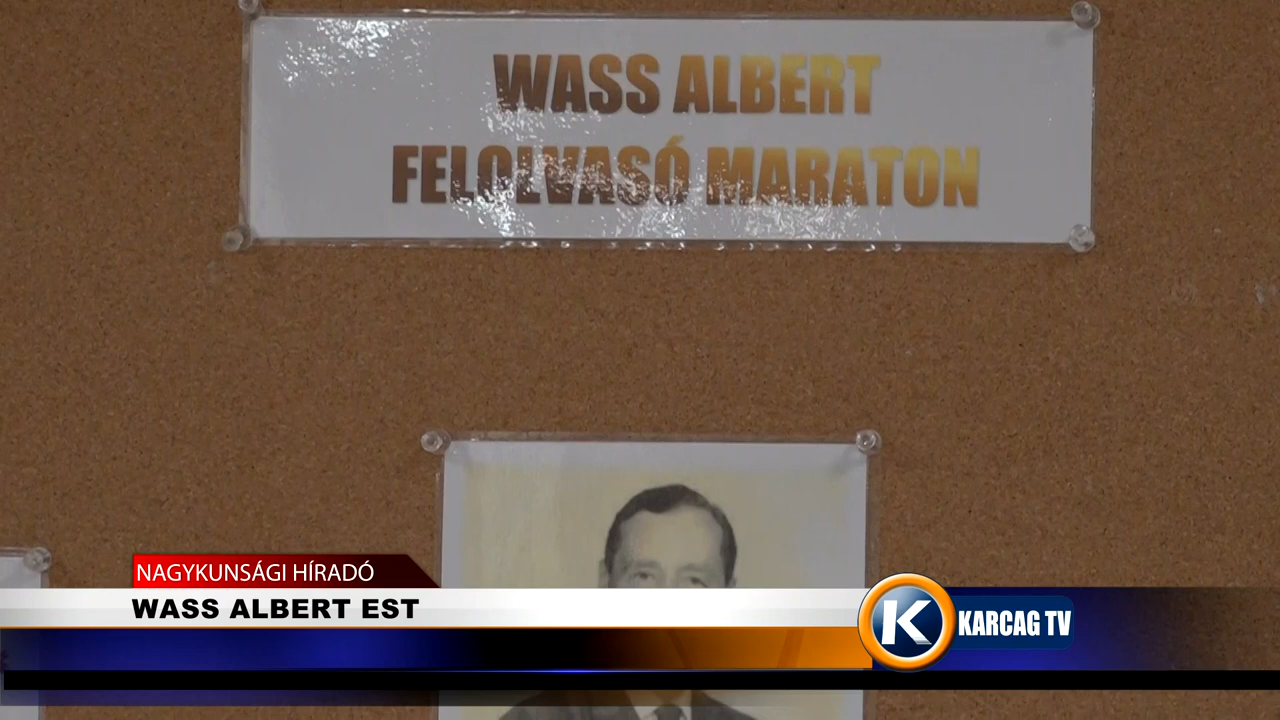 WASS ALBERT
FELOLVASÓ MARATON
NAGYKUNSÁGI HÍRADÓ
WASS ALBERT EST
K KARCAG TV